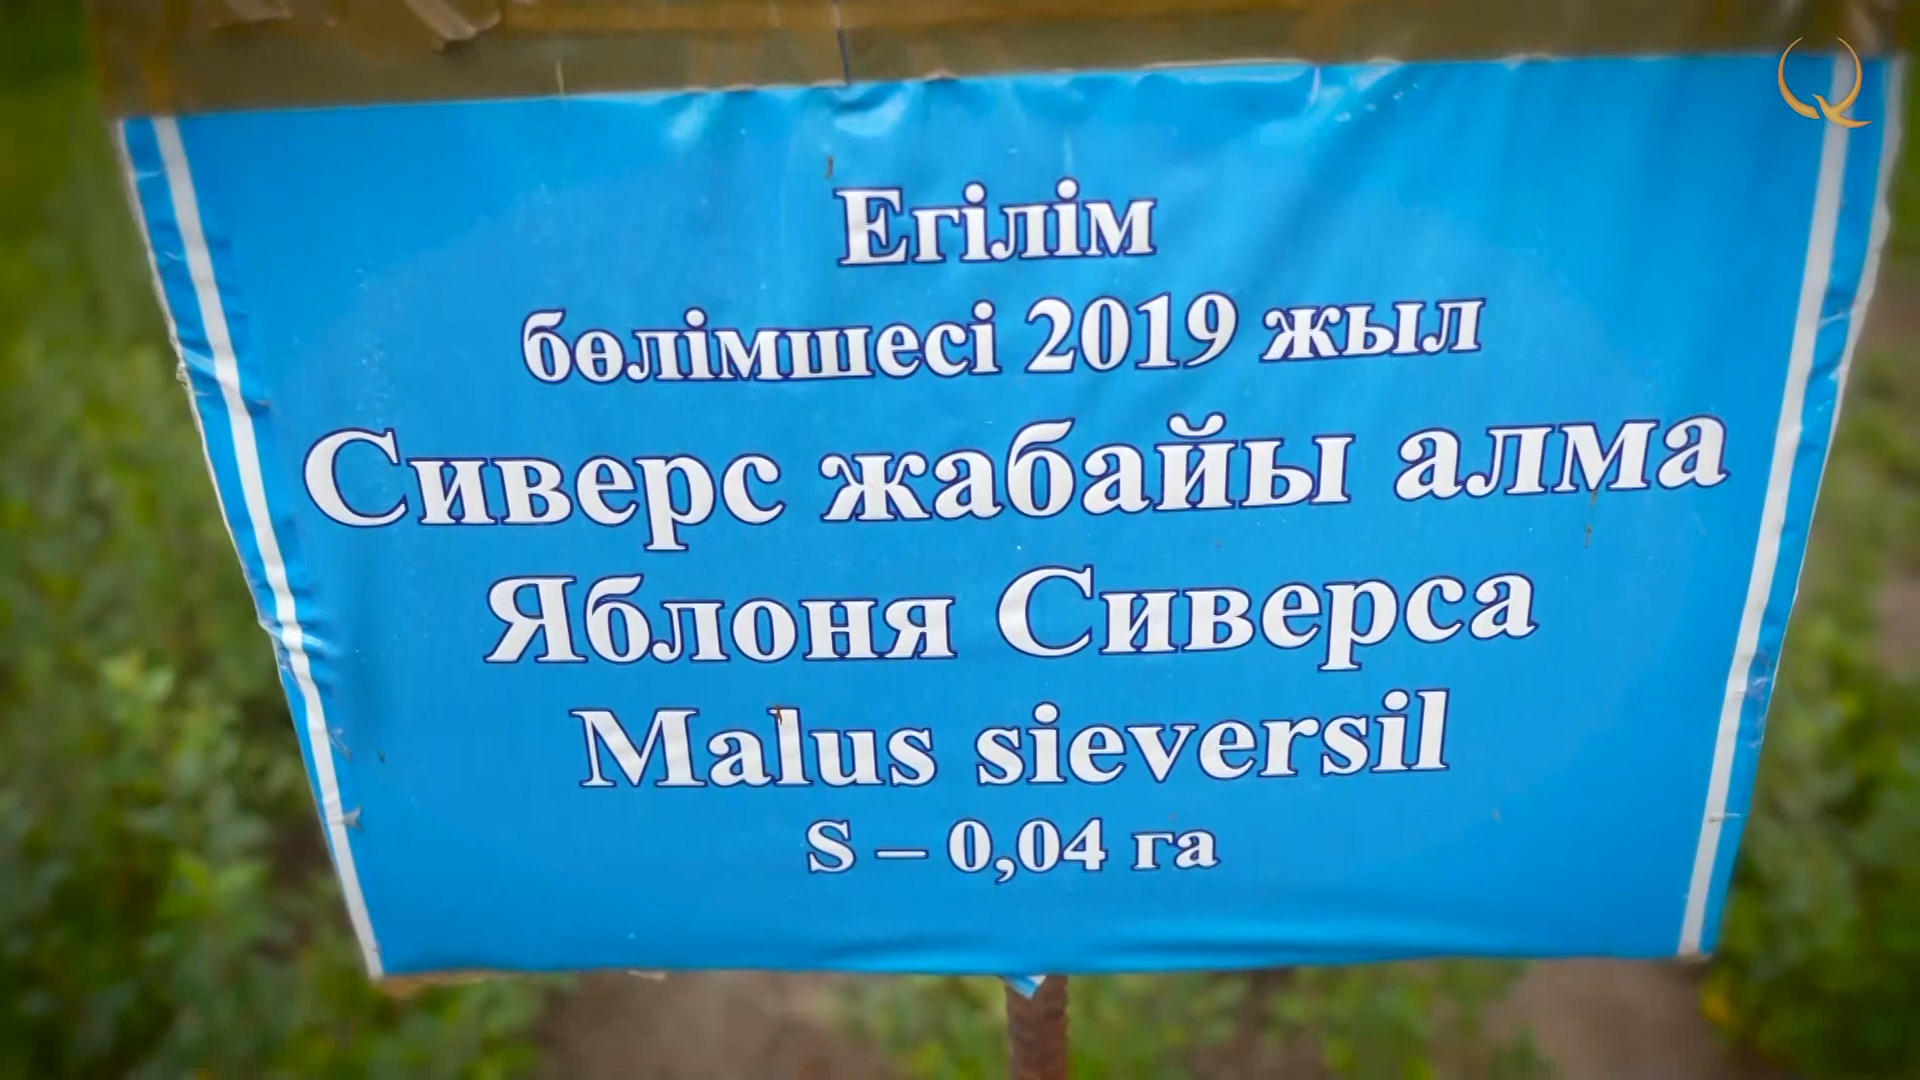 Егілім
бөлімшесі 2019 жыл
Сиверс жабайы алма
Яблоня Сиверса
Malus sieversil
S – 0,04 га